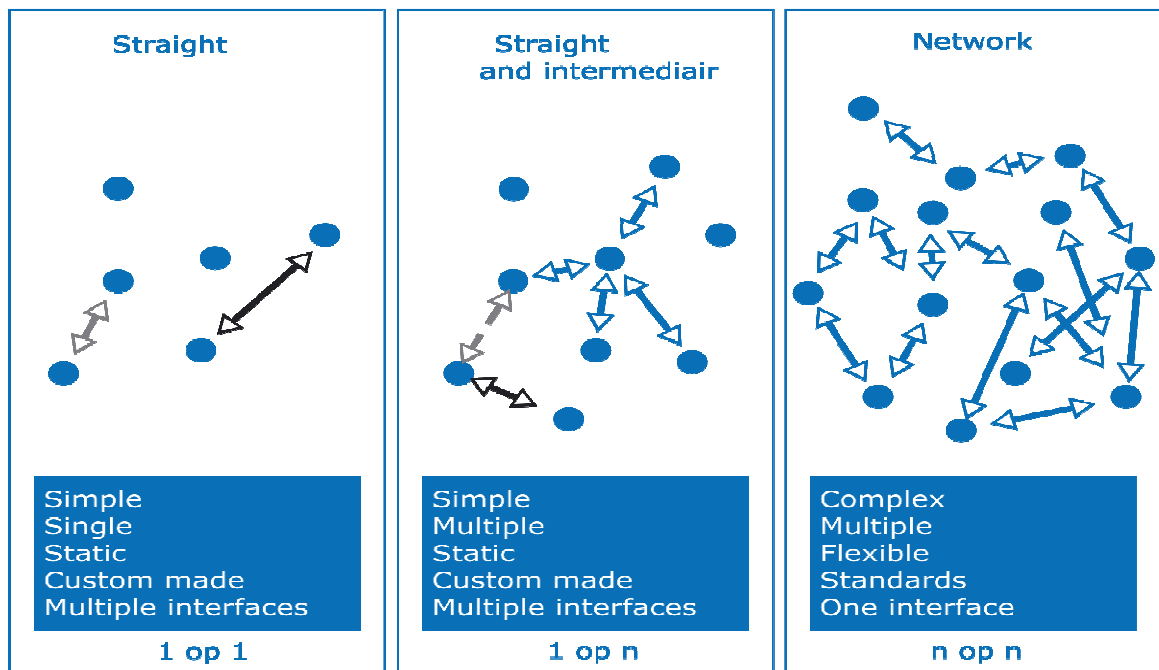 Straight
Simple
Single
Static
Custom made
Multiple interfaces
1 op 1
Straight
and intermediair
Simple
Multiple
Static
Custom made
Multiple interfaces
1 op n
Network
Complex
Multiple
Flexible
Standards
One interface
n op n